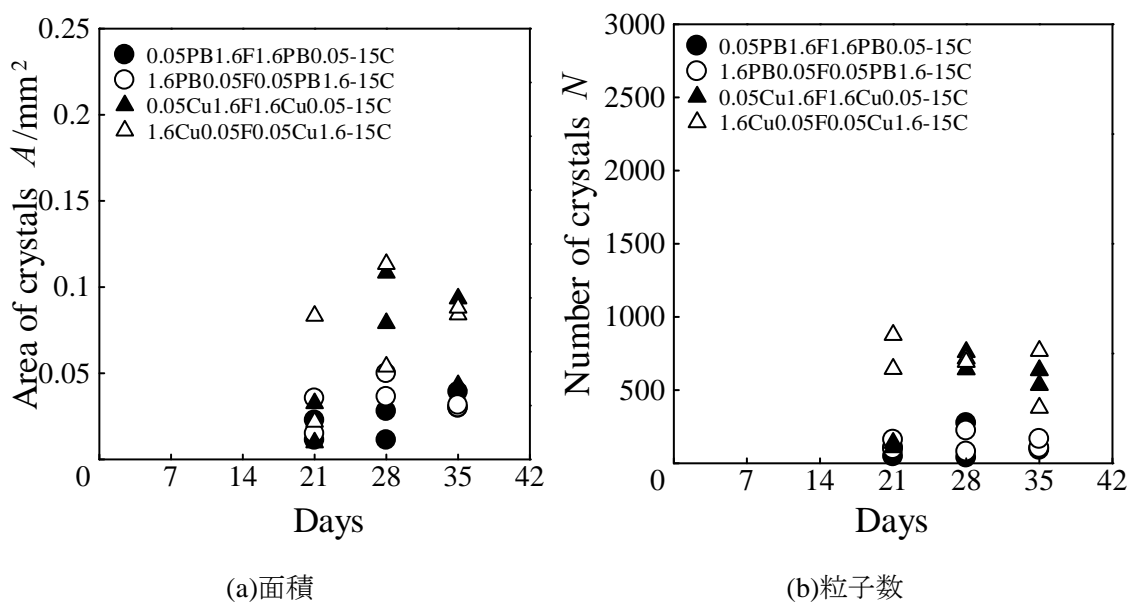 Area of crystals A/mm²
0.25
0.2
0.15
0.1
0.05
0
0.05PB1.6F1.6PB0.05-15C
1.6PB0.05F0.05PB1.6-15C
0.05Cu1.6F1.6Cu0.05-15C
1.6Cu0.05F0.05Cu1.6-15C
7 14 21 28 35 42
Days
(a)面積
Number of crystals N
3000
2500
2000
1500
1000
500
0
0.05PB1.6F1.6PB0.05-15C
1.6PB0.05F0.05PB1.6-15C
0.05Cu1.6F1.6Cu0.05-15C
1.6Cu0.05F0.05Cu1.6-15C
7 14 21 28 35 42
Days
(b)粒子数